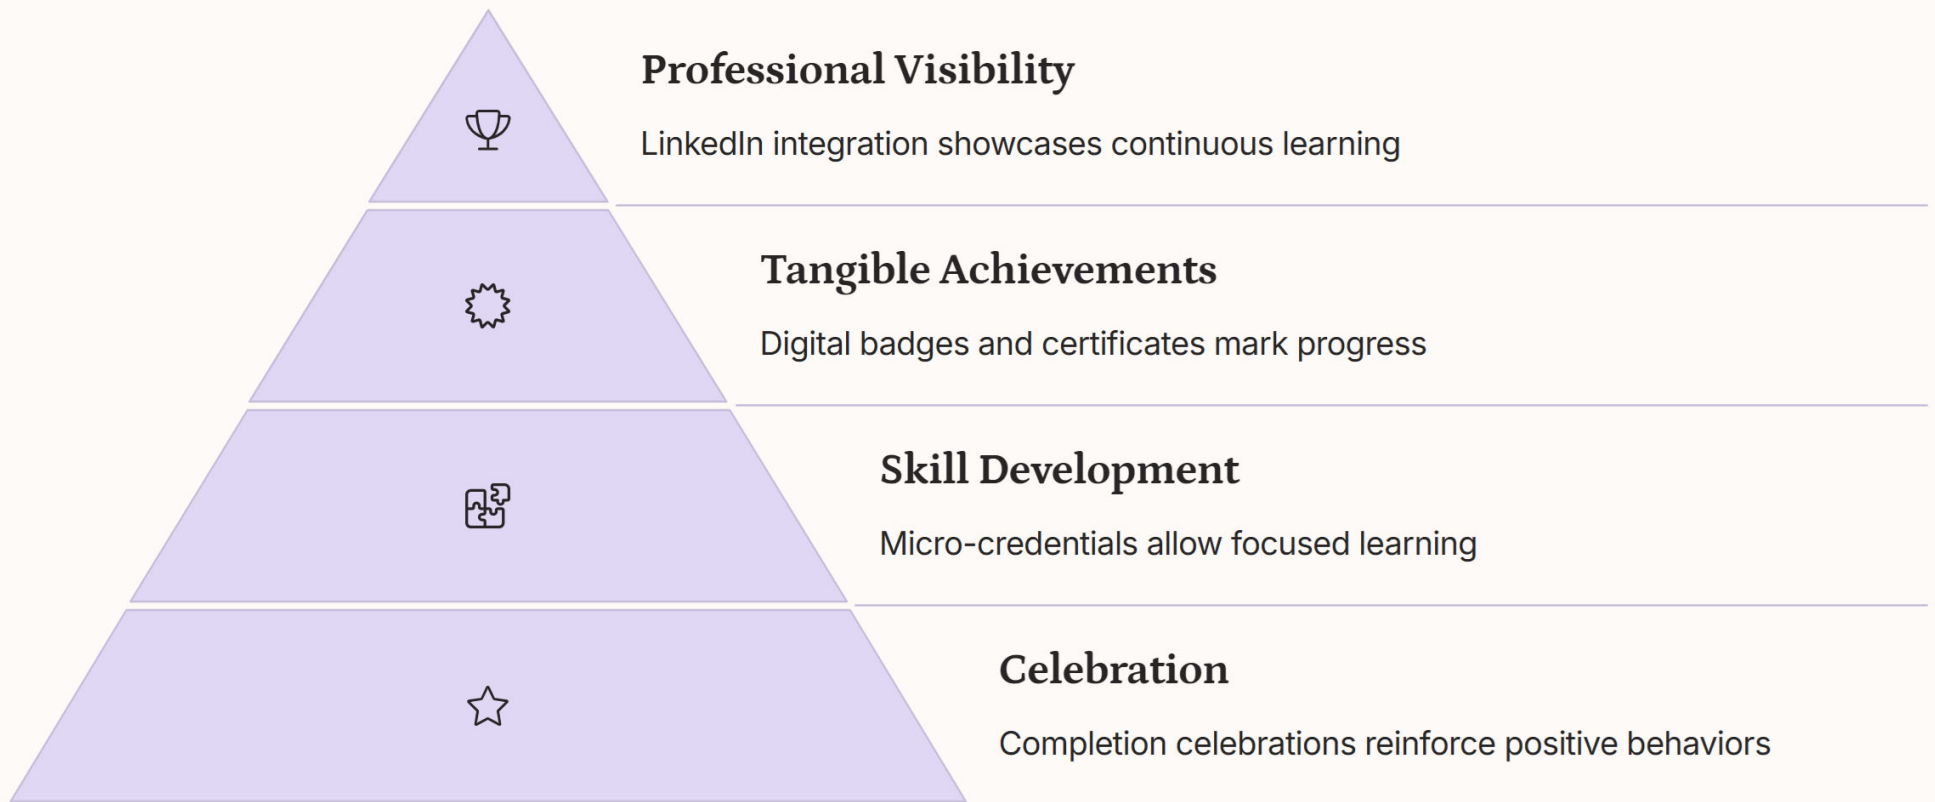 Professional Visibility
LinkedIn integration showcases continuous learning
Tangible Achievements
Digital badges and certificates mark progress
Skill Development
Micro-credentials allow focused learning
Celebration
Completion celebrations reinforce positive behaviors